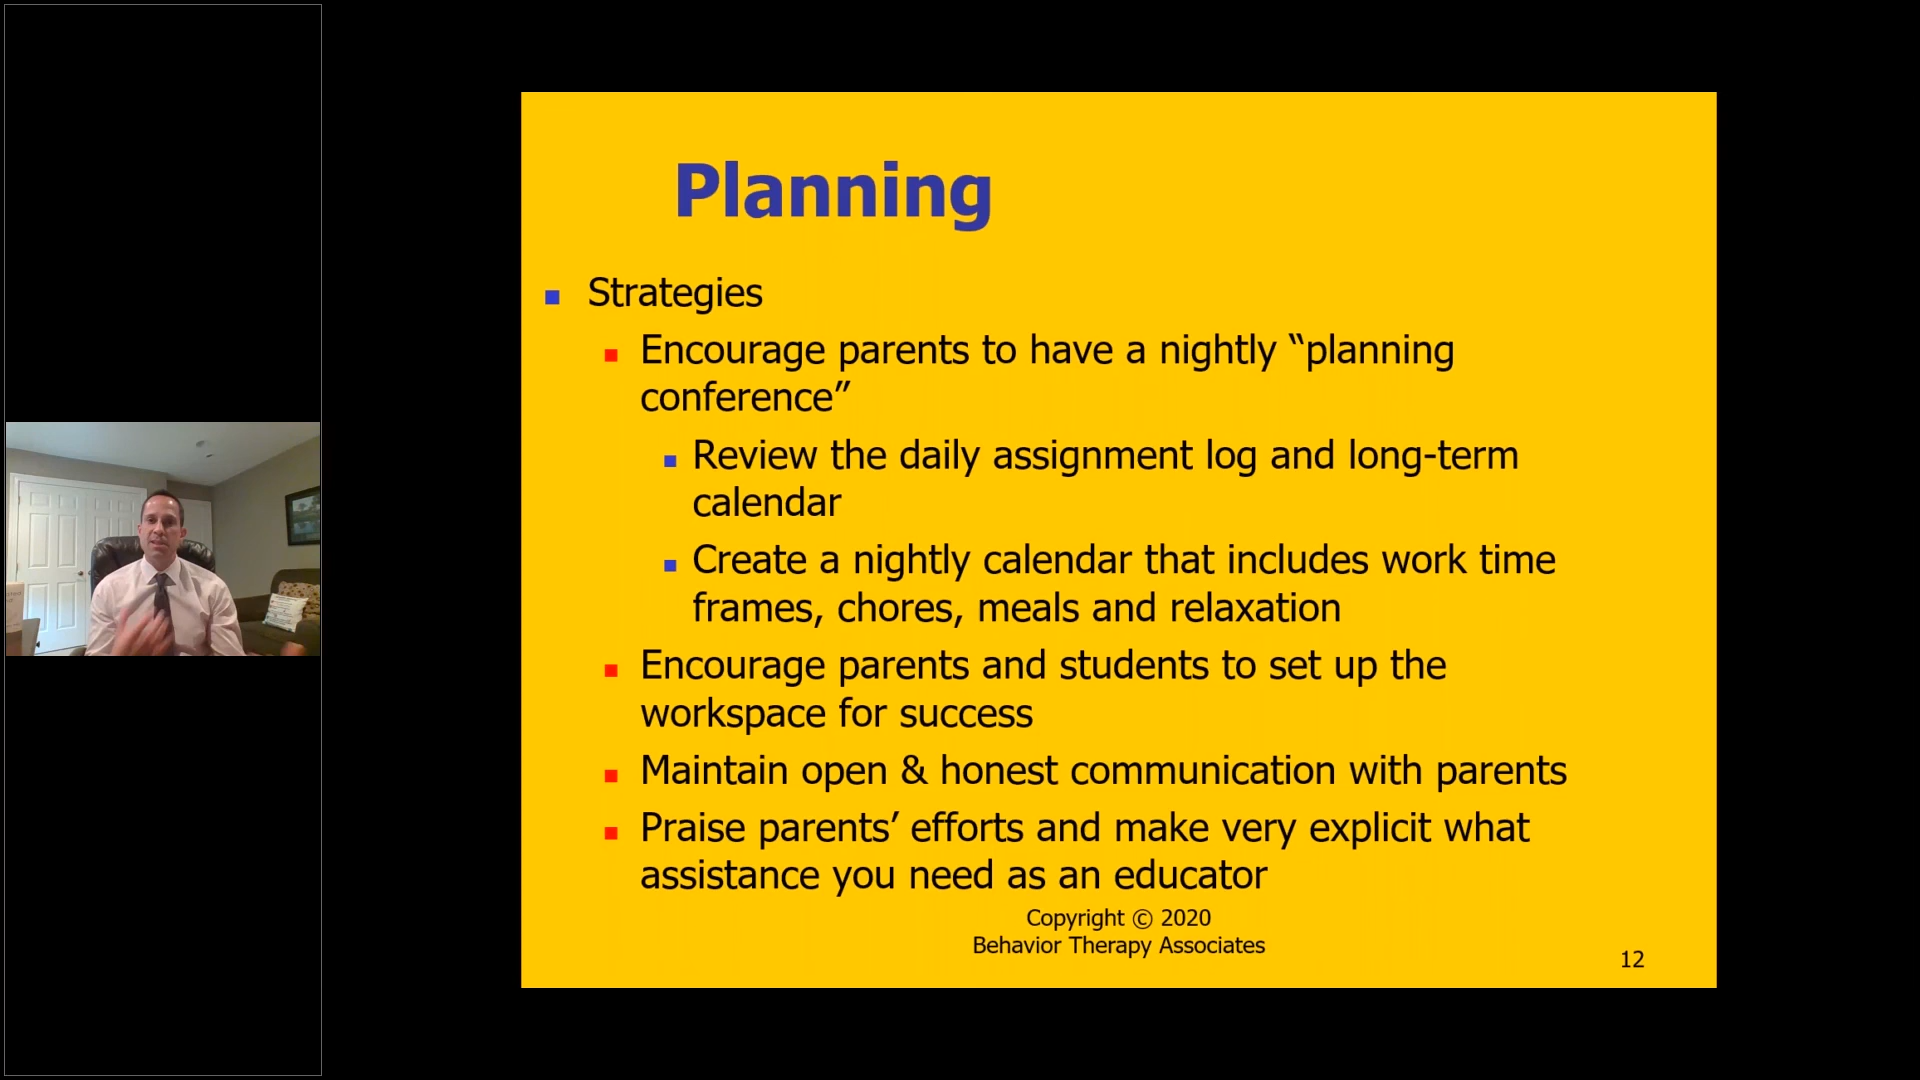 Planning
Strategies
Encourage parents to have a nightly “planning
conference”
Review the daily assignment log and long-term
calendar
Create a nightly calendar that includes work time
frames, chores, meals and relaxation
Encourage parents and students to set up the
workspace for success
Maintain open & honest communication with parents
Praise parents’ efforts and make very explicit what
assistance you need as an educator
Copyright © 2020
Behavior Therapy Associates
12